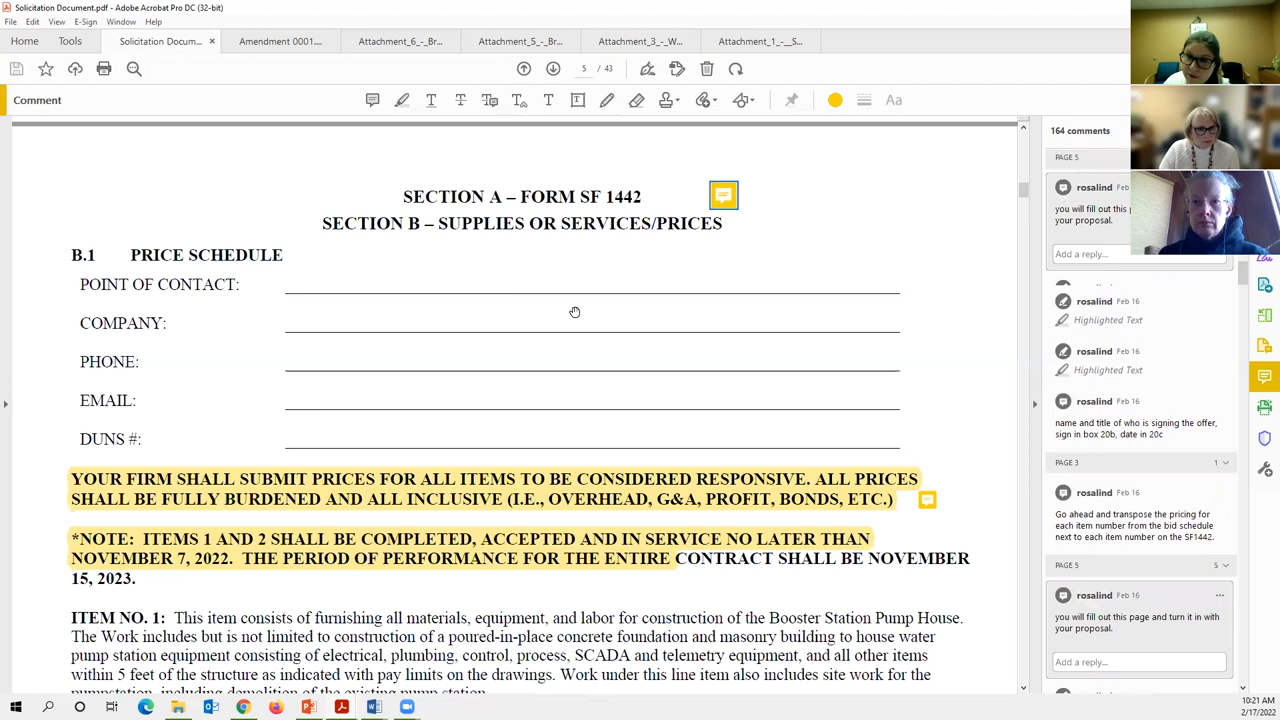 Solicitation Document.pdf - Adobe Acrobat Pro DC (32-bit)
File Edit View E-Sign Window Help
Home Tools Solicitation Docum... × Amendment 0001.... Attachment_6_-_Br... Attachment_5_-_Br... Attachment_3_-_W... Attachment_1_-__S...
5 / 43
Comment
Aa
SECTION A – FORM SF 1442
SECTION B – SUPPLIES OR SERVICES/PRICES
B.1 PRICE SCHEDULE
POINT OF CONTACT:
COMPANY:
PHONE:
EMAIL:
DUNS #:
YOUR FIRM SHALL SUBMIT PRICES FOR ALL ITEMS TO BE CONSIDERED RESPONSIVE. ALL PRICES
SHALL BE FULLY BURDENED AND ALL INCLUSIVE (I.E., OVERHEAD, G&A, PROFIT, BONDS, ETC.)
*NOTE: ITEMS 1 AND 2 SHALL BE COMPLETED, ACCEPTED AND IN SERVICE NO LATER THAN
NOVEMBER 7, 2022. THE PERIOD OF PERFORMANCE FOR THE ENTIRE CONTRACT SHALL BE NOVEMBER
15, 2023.
ITEM NO. 1: This item consists of furnishing all materials, equipment, and labor for construction of the Booster Station Pump House.
The Work includes but is not limited to construction of a poured-in-place concrete foundation and masonry building to house water
pump station equipment consisting of electrical, plumbing, control, process, SCADA and telemetry equipment, and all other items
within 5 feet of the structure as indicated with pay limits on the drawings. Work under this line item also includes site work for the
pumpstation, including demolition of the existing pump station.
164 comments
PAGE 5
rosalind Feb
you will fill out this
your proposal.
Add a reply...
rosalind Feb 16
Highlighted Text
rosalind Feb 16
Highlighted Text
rosalind Feb 16
name and title of who is signing the offer,
sign in box 20b, date in 20c
PAGE 3 1
rosalind Feb 16
Go ahead and transpose the pricing for
each item number from the bid schedule
next to each item number on the SF1442.
PAGE 5 5
rosalind Feb 16 ...
you will fill out this page and turn it in with
your proposal.
Add a reply...
10:21 AM
2/17/2022